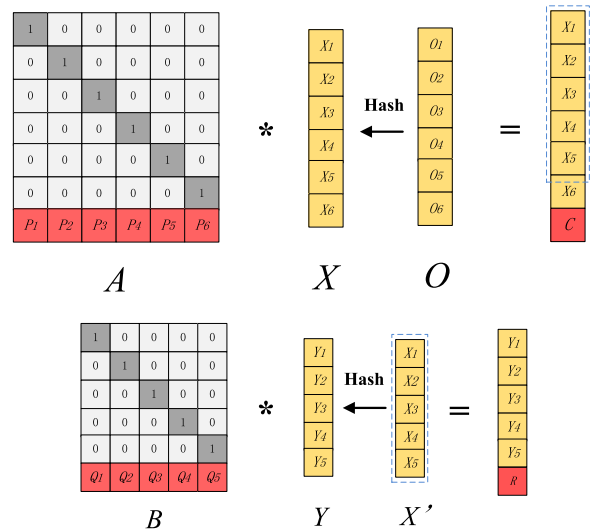 1 0 0 0 0 0
0 1 0 0 0 0
0 0 1 0 0 0
0 0 0 1 0 0
0 0 0 0 1 0
0 0 0 0 0 1
P1 P2 P3 P4 P5 P6
A
*
X1
X2
X3
X4
X5
X6
X
Hash
O1
O2
O3
O4
O5
O6
O
=
X1
X2
X3
X4
X5
X6
C
1 0 0 0 0
0 1 0 0 0
0 0 1 0 0
0 0 0 1 0
0 0 0 0 1
Q1 Q2 Q3 Q4 Q5
B
*
Y1
Y2
Y3
Y4
Y5
Y
Hash
X1
X2
X3
X4
X5
X’
=
Y1
Y2
Y3
Y4
Y5
R